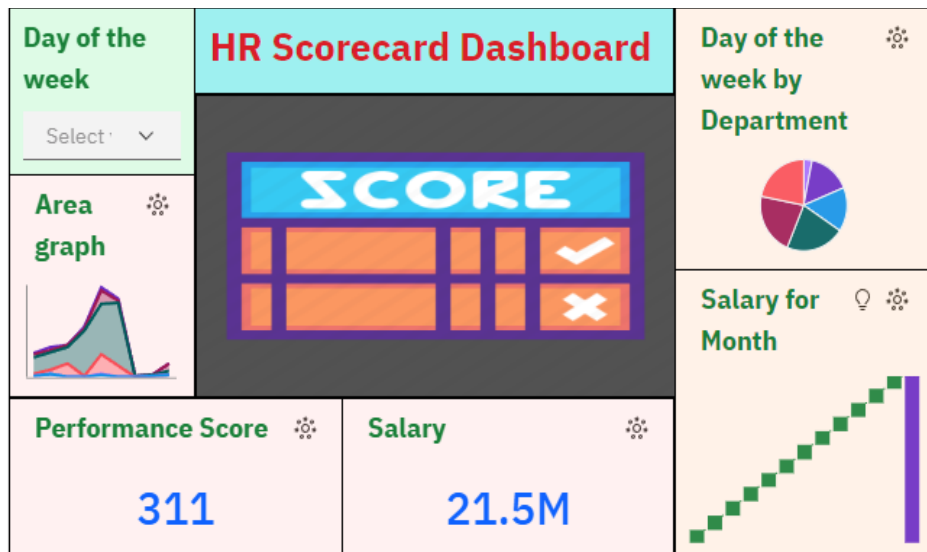 Day of the
week
Select
HR Scorecard Dashboard
Day of the
week by
Department
Area
graph
SCORE
Salary for
Month
Performance Score
311
Salary
21.5M